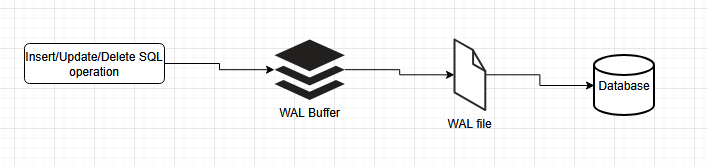 Insert/Update/Delete SQL
operation
WAL Buffer
WAL file
Database